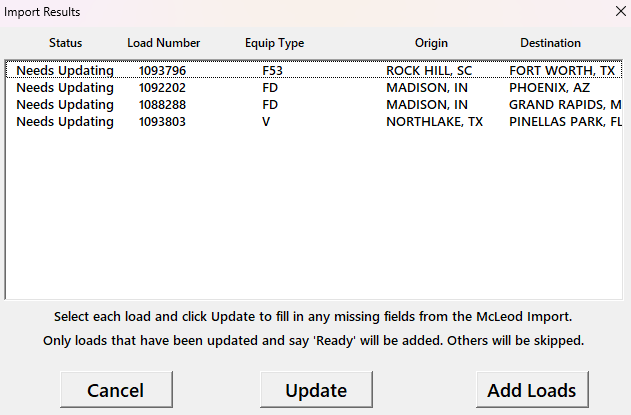 Import Results
Status Load Number Equip Type Origin Destination
Needs Updating 1093796 F53 ROCK HILL, SC FORT WORTH, TX
Needs Updating 1092202 FD MADISON, IN PHOENIX, AZ
Needs Updating 1088288 FD MADISON, IN GRAND RAPIDS, M
Needs Updating 1093803 V NORTHLAKE, TX PINELLAS PARK, FL
Select each load and click Update to fill in any missing fields from the McLeod Import.
Only loads that have been updated and say 'Ready' will be added. Others will be skipped.
Cancel Update Add Loads